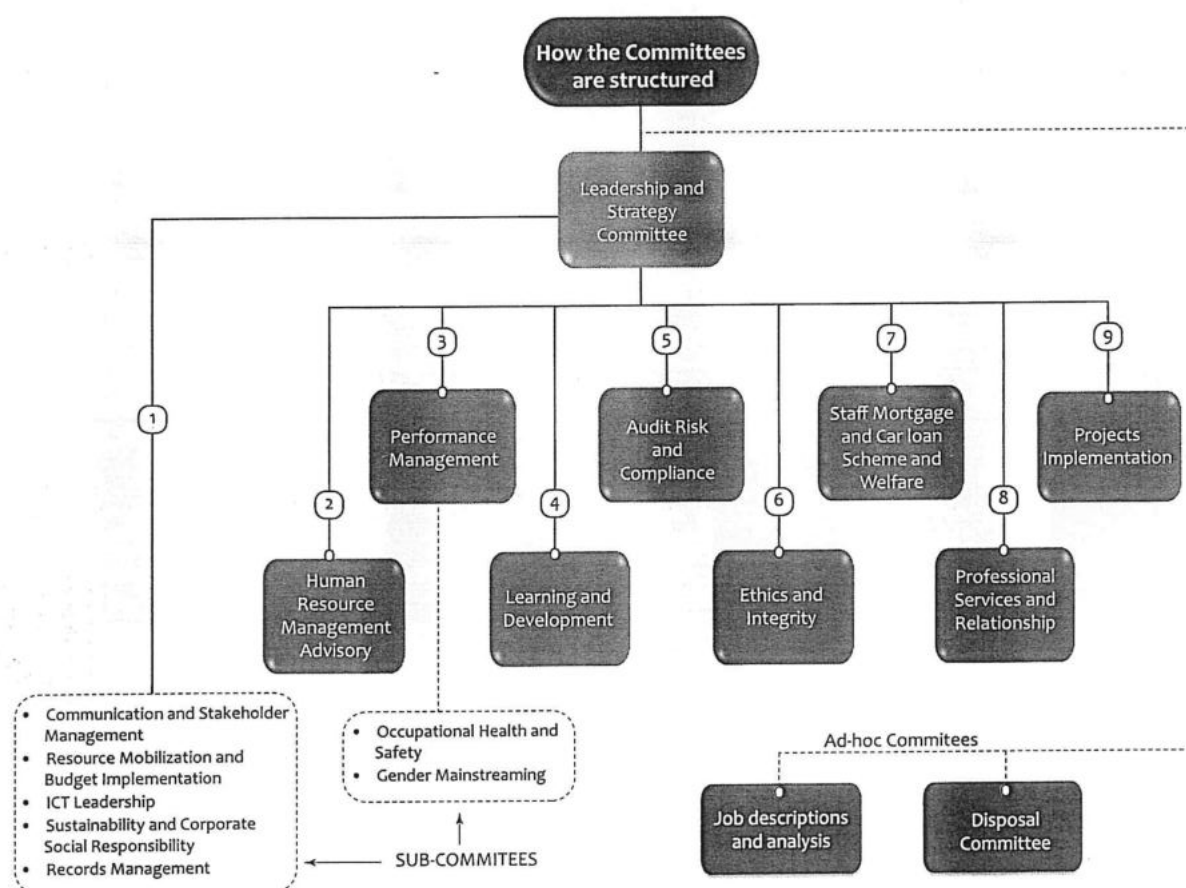 How the Committees
are structured
Leadership and
Strategy
Committee
1
2
3
4
5
6
7
8
9
Performance
Management
Audit Risk
and
Compliance
Staff Mortgage
and Car loan
Scheme and
Welfare
Projects
Implementation
Human
Resource
Management
Advisory
Learning and
Development
Ethics and
Integrity
Professional
Services and
Relationship
• Communication and Stakeholder
Management
• Resource Mobilization and
Budget Implementation
• ICT Leadership
• Sustainability and Corporate
Social Responsibility
• Records Management
• Occupational Health and
Safety
• Gender Mainstreaming
SUB-COMMITEES
Ad-hoc Commitees
Job descriptions
and analysis
Disposal
Committee